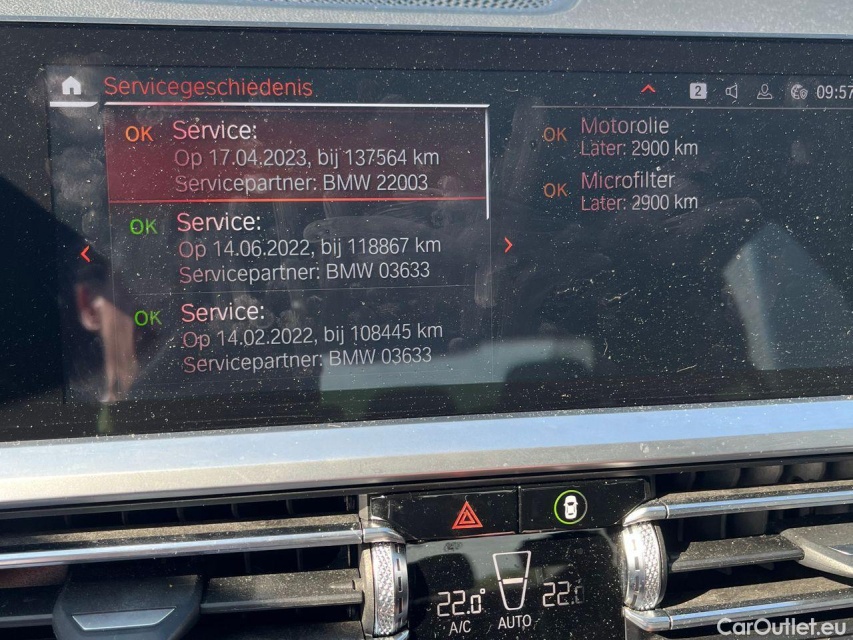 Servicegeschiedenis
2
09:57
OK Service:
Op 17.04.2023, bij 137564 km
Servicepartner: BMW 22003
OK Service:
Op 14.06.2022, bij 118867 km
Servicepartner: BMW 03633
OK Service:
Op 14.02.2022, bij 108445 km
Servicepartner: BMW 03633
OK Motorolie
Later: 2900 km
OK Microfilter
Later: 2900 km
22.0°
22.0
A/C
AUTO
CarOutlet.eu